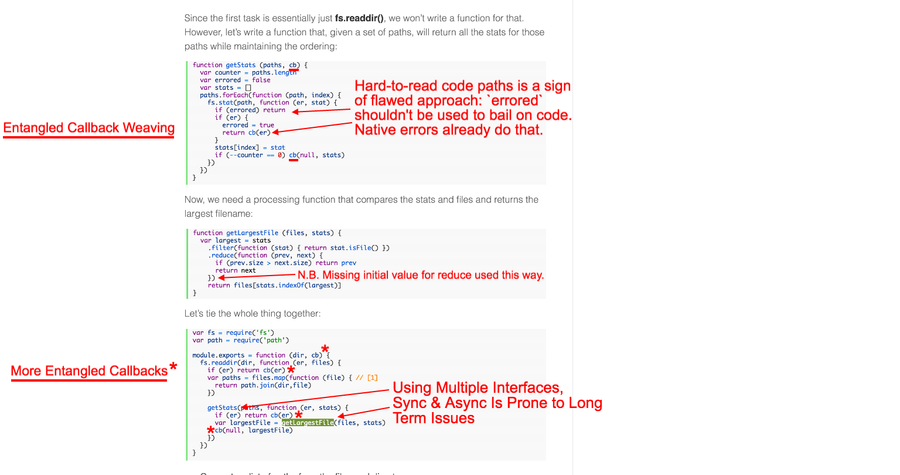 Since the first task is essentially just fs.readdir(), we won't write a function for that.
However, let's write a function that, given a set of paths, will return all the stats for those
paths while maintaining the ordering:
function getStats (paths, cb) {
var counter = paths.length
var errored = false
var stats = []
paths.forEach(function (path, index) {
fs.stat(path, function (er, stat) {
if (errored) return
if (er) {
errored = true
return cb(er)
}
stats[index] = stat
if (--counter == 0) cb(null, stats)
})
})
}
Entangled Callback Weaving
Hard-to-read code paths is a sign
of flawed approach: `errored`
shouldn't be used to bail on code.
Native errors already do that.
Now, we need a processing function that compares the stats and files and returns the
largest filename:
function getLargestFile (files, stats) {
var largest = stats
.filter(function (stat) { return stat.isFile() })
.reduce(function (prev, next) {
if (prev.size > next.size) return prev
return next
})
return files[stats.indexOf(largest)]
}
N.B. Missing initial value for reduce used this way.
Let's tie the whole thing together:
var fs = require('fs')
var path = require('path')
module.exports = function (dir, cb)* {
fs.readdir(dir, function (er, files) {
if (er) return cb(er)*
var paths = files.map(function (file) { // [1]
return path.join(dir,file)
})
getStats(paths, function (er, stats) {
if (er) return cb(er)*
var largestFile = getLargestFile(files, stats)
*cb(null, largestFile)
})
})
}
More Entangled Callbacks*
Using Multiple Interfaces,
Sync & Async Is Prone to Long
Term Issues